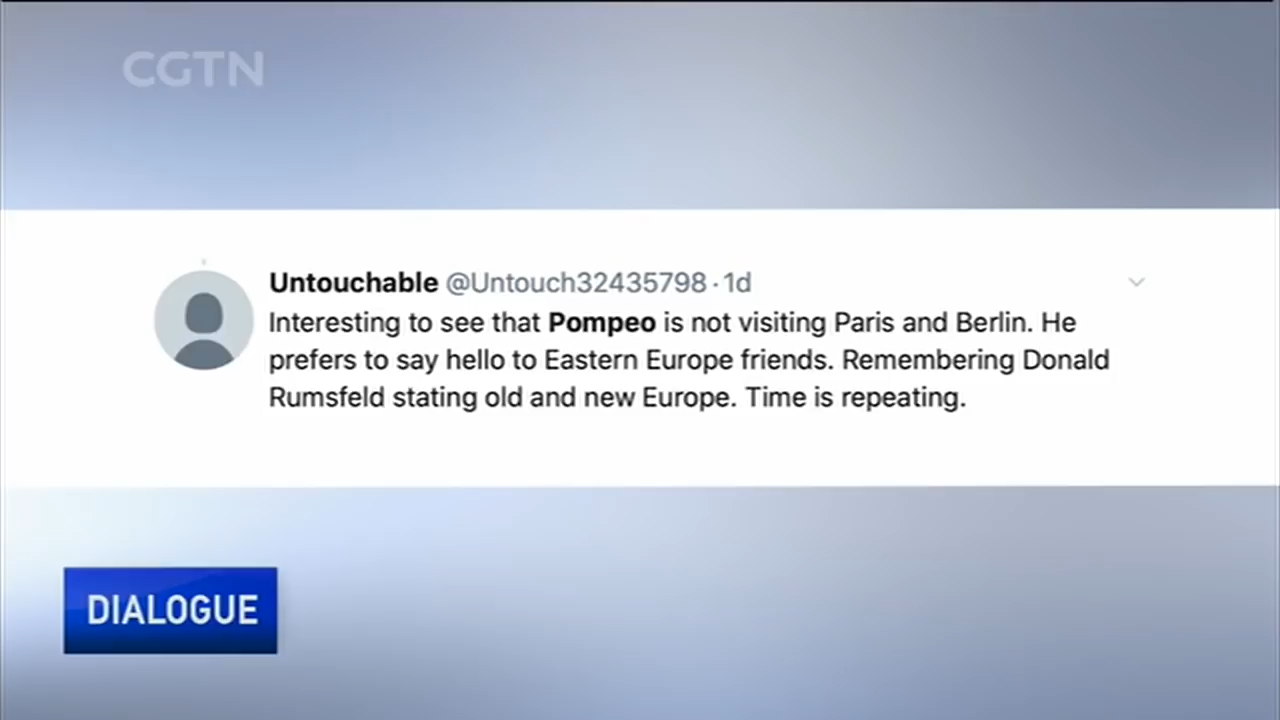 CGTN
Untouchable @Untouch32435798 · 1d
Interesting to see that Pompeo is not visiting Paris and Berlin. He
prefers to say hello to Eastern Europe friends. Remembering Donald
Rumsfeld stating old and new Europe. Time is repeating.
DIALOGUE